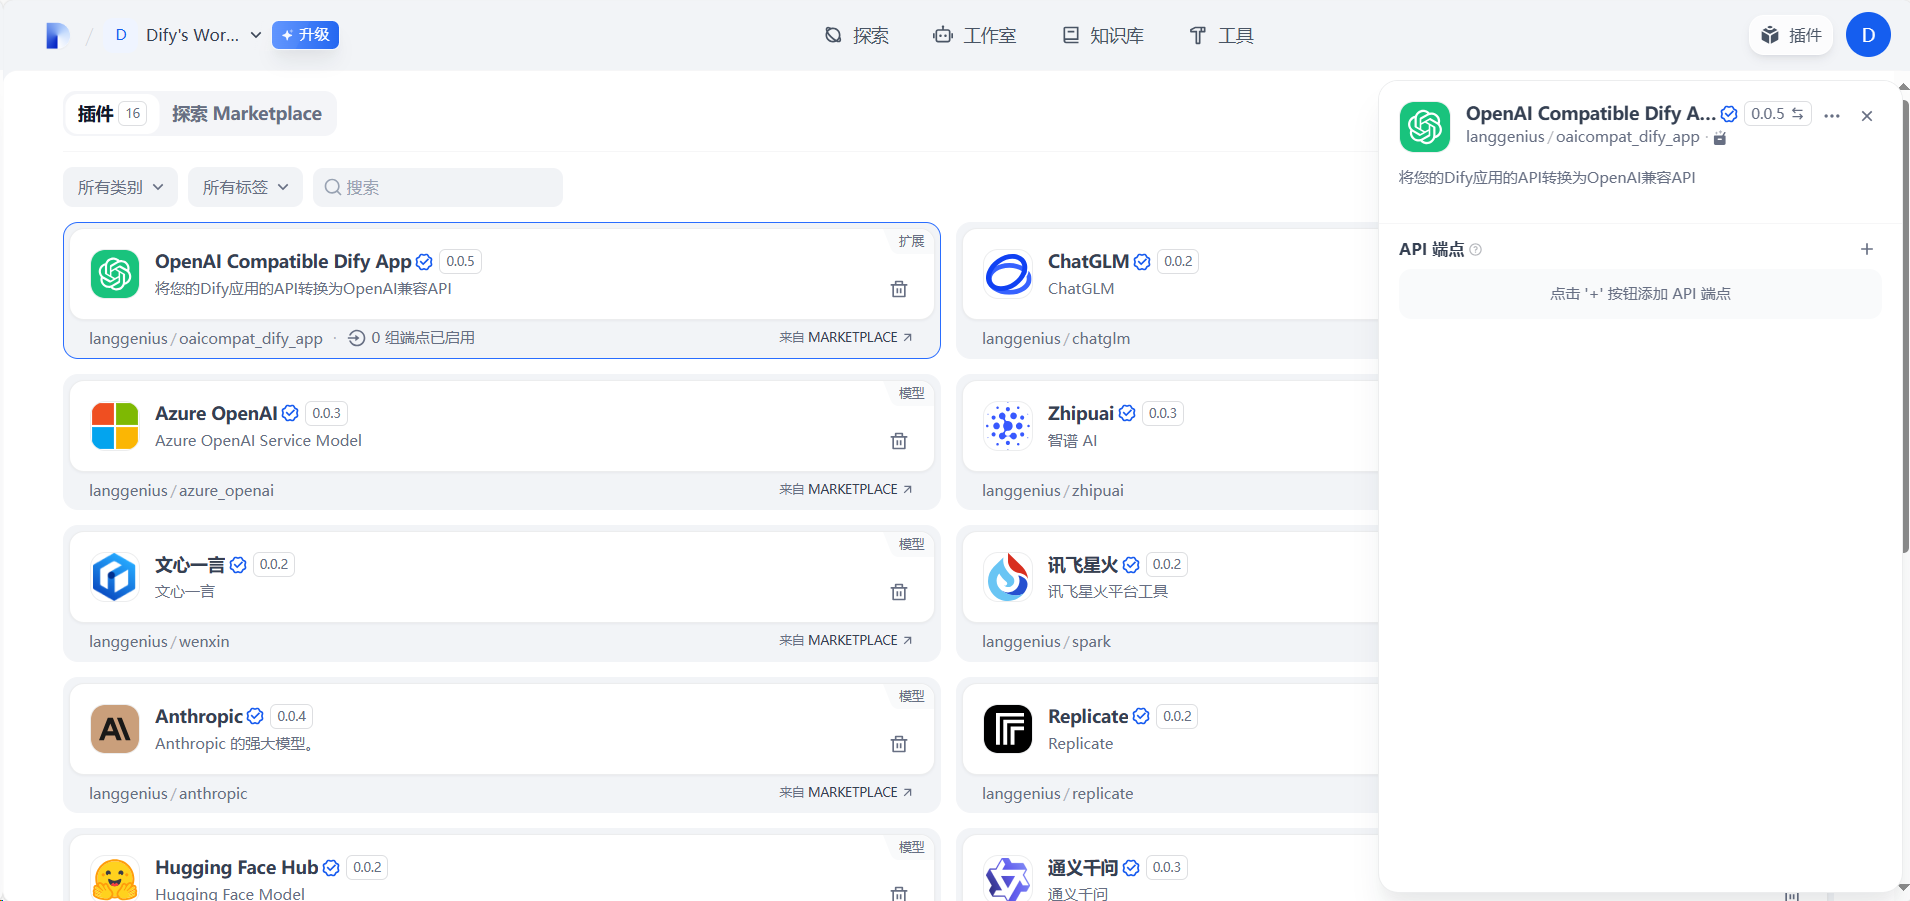 D Dify's Wor... 升级 探索 工作室 知识库 工具 插件 D
插件 16 探索 Marketplace
所有类别 所有标签 搜索
扩展
OpenAI Compatible Dify App 0.0.5
将您的Dify应用的API转换为OpenAI兼容API
langgenius / oaicompat_dify_app · 0 组端点已启用 来自 MARKETPLACE
ChatGLM 0.0.2
ChatGLM
langgenius / chatglm
模型
Azure OpenAI 0.0.3
Azure OpenAI Service Model
langgenius / azure_openai 来自 MARKETPLACE
Zhipuai 0.0.3
智谱 AI
langgenius / zhipuai
模型
文心一言 0.0.2
文心一言
langgenius / wenxin 来自 MARKETPLACE
讯飞星火 0.0.2
讯飞星火平台工具
langgenius / spark
模型
Anthropic 0.0.4
Anthropic 的强大模型。
langgenius / anthropic 来自 MARKETPLACE
Replicate 0.0.2
Replicate
langgenius / replicate
模型
Hugging Face Hub 0.0.2
Hugging Face Model
通义千问 0.0.3
通义千问
OpenAI Compatible Dify A... 0.0.5
langgenius / oaicompat_dify_app ·
将您的Dify应用的API转换为OpenAI兼容API
API 端点
点击 '+' 按钮添加 API 端点